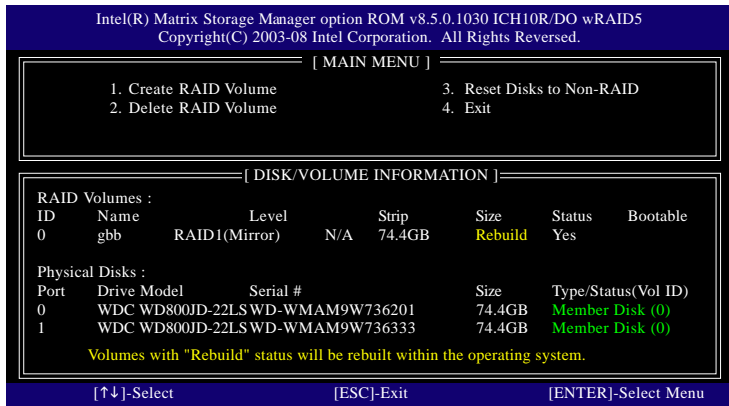 Intel(R) Matrix Storage Manager option ROM v8.5.0.1030 ICH10R/DO wRAID5
Copyright(C) 2003-08 Intel Corporation. All Rights Reversed.
[ MAIN MENU ]
1. Create RAID Volume 3. Reset Disks to Non-RAID
2. Delete RAID Volume 4. Exit
[ DISK/VOLUME INFORMATION ]
RAID Volumes :
ID Name Level Strip Size Status Bootable
0 gbb RAID1(Mirror) N/A 74.4GB Rebuild Yes
Physical Disks :
Port Drive Model Serial # Size Type/Status(Vol ID)
0 WDC WD800JD-22LS WD-WMAM9W736201 74.4GB Member Disk (0)
1 WDC WD800JD-22LS WD-WMAM9W736333 74.4GB Member Disk (0)
Volumes with "Rebuild" status will be rebuilt within the operating system.
[↑↓]-Select [ESC]-Exit [ENTER]-Select Menu